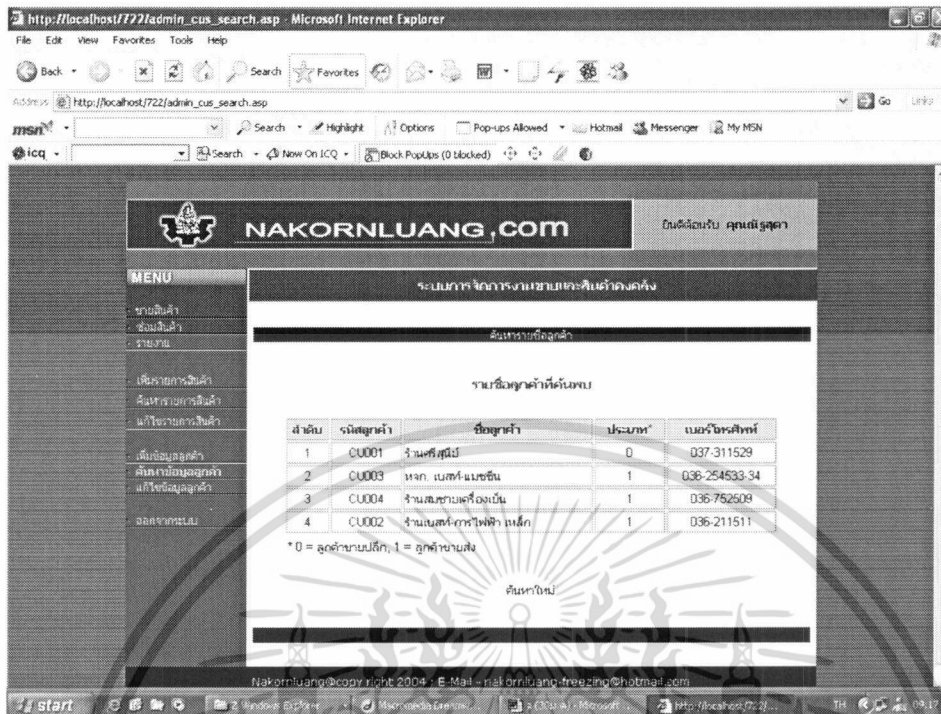 http://localhost/722/admin_cus_search.asp - Microsoft Internet Explorer
File Edit View Favorites Tools Help
Back Search Favorites
Address http://localhost/722/admin_cus_search.asp Go Links
msn Search Highlight Options Pop-ups Allowed Hotmail Messenger My MSN
icq Search Now On ICQ Block PopUps (0 blocked)
NAKORNLUANG.com
ยินดีต้อนรับ คุณณัฐสุดา
MENU
ระบบการจัดการงานขายและสินค้าคงคลัง
ขายสินค้า
ซ่อมสินค้า
รายงาน
ค้นหารายชื่อลูกค้า
เพิ่มรายการสินค้า
ค้นหารายการสินค้า
แก้ไขรายการสินค้า
รายชื่อลูกค้าที่ค้นพบ
เพิ่มข้อมูลลูกค้า
ค้นหาข้อมูลลูกค้า
แก้ไขข้อมูลลูกค้า
ออกจากระบบ
ลำดับ รหัสลูกค้า ชื่อลูกค้า ประเภท* เบอร์โทรศัพท์
1 CU001 ร้านศรีสุนีย์ 0 037-311529
2 CU003 หจก. เบสท์-แมชชีน 1 036-254533-34
3 CU004 ร้านสมชายเครื่องเย็น 1 036-752509
4 CU002 ร้านเบสท์-การไฟฟ้า เหล็ก 1 036-211511
* 0 = ลูกค้าขายปลีก, 1 = ลูกค้าขายส่ง
ค้นหาใหม่
Nakornluang@copy right 2004 : E-Mail - nakornluang-freezing@hotmail.com
start 2 Windows Explorer Macromedia Dreamw... - Microsoft ... http://localhost/722/... TH 09:17